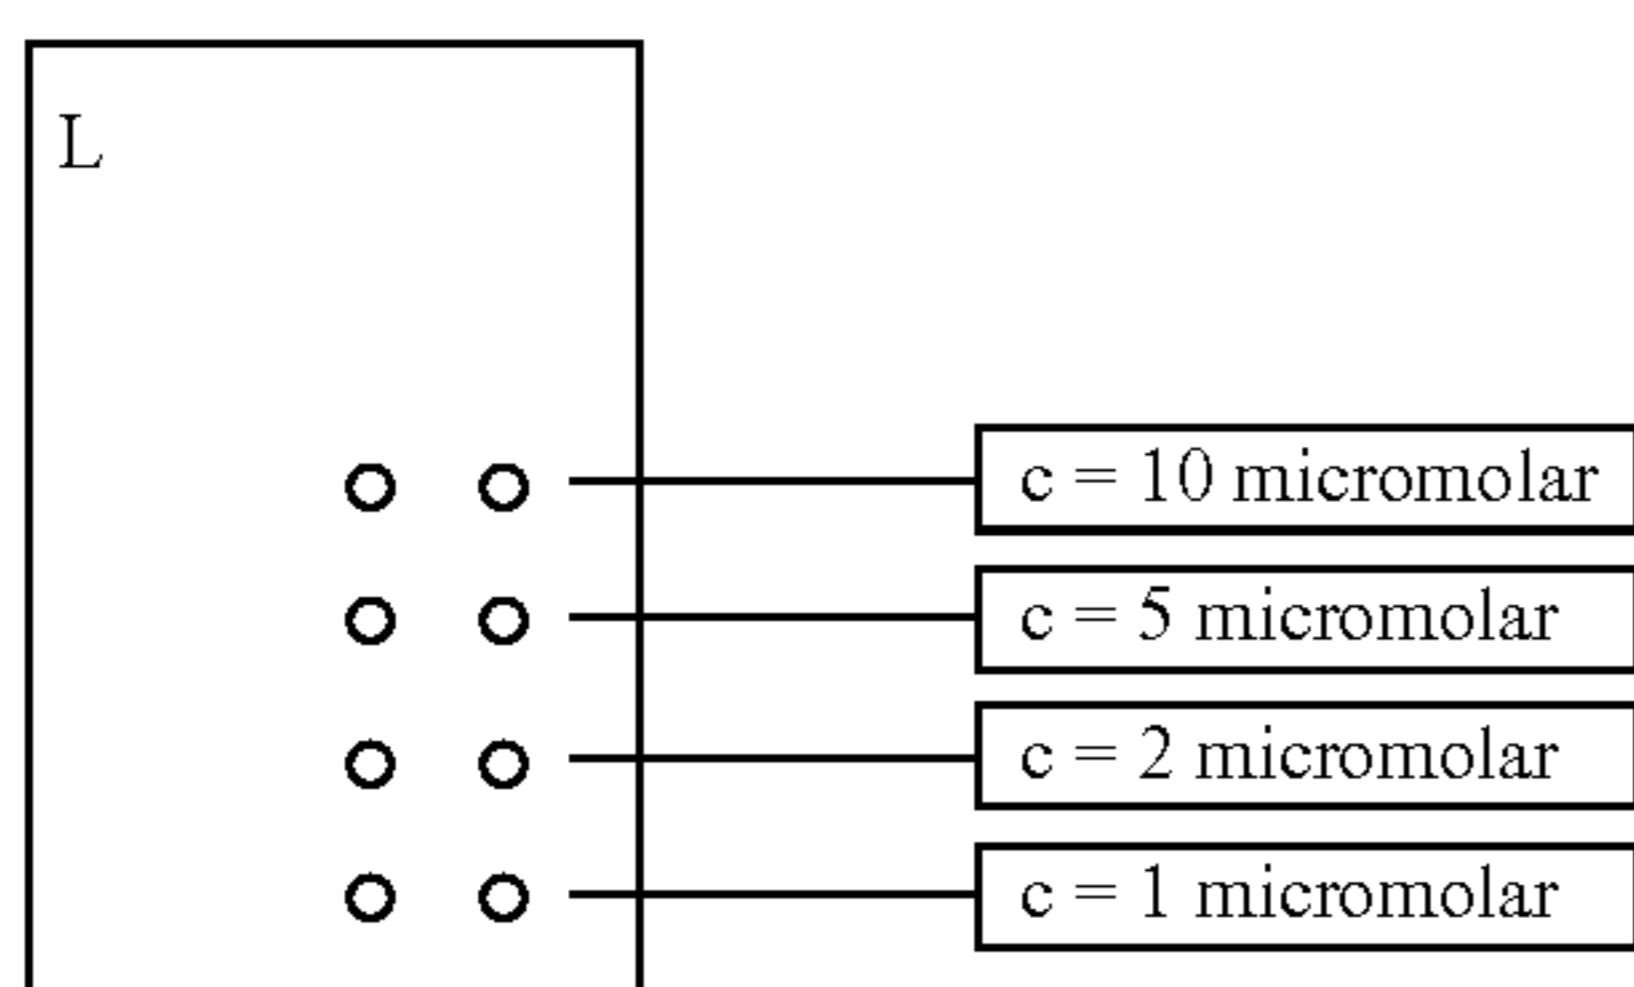 L
c = 10 micromolar
c = 5 micromolar
c = 2 micromolar
c = 1 micromolar